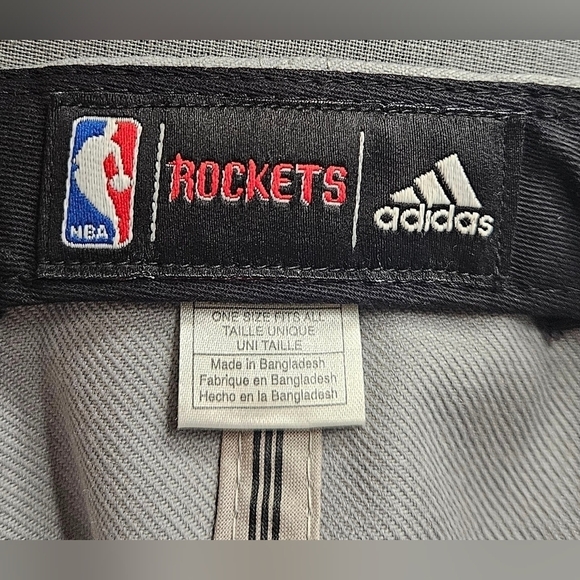 NBA
ROCKETS
adidas
ONE SIZE FITS ALL
TAILLE UNIQUE
UNI TAILLE
Made in Bangladesh
Fabrique en Bangladesh
Hecho en la Bangladesh